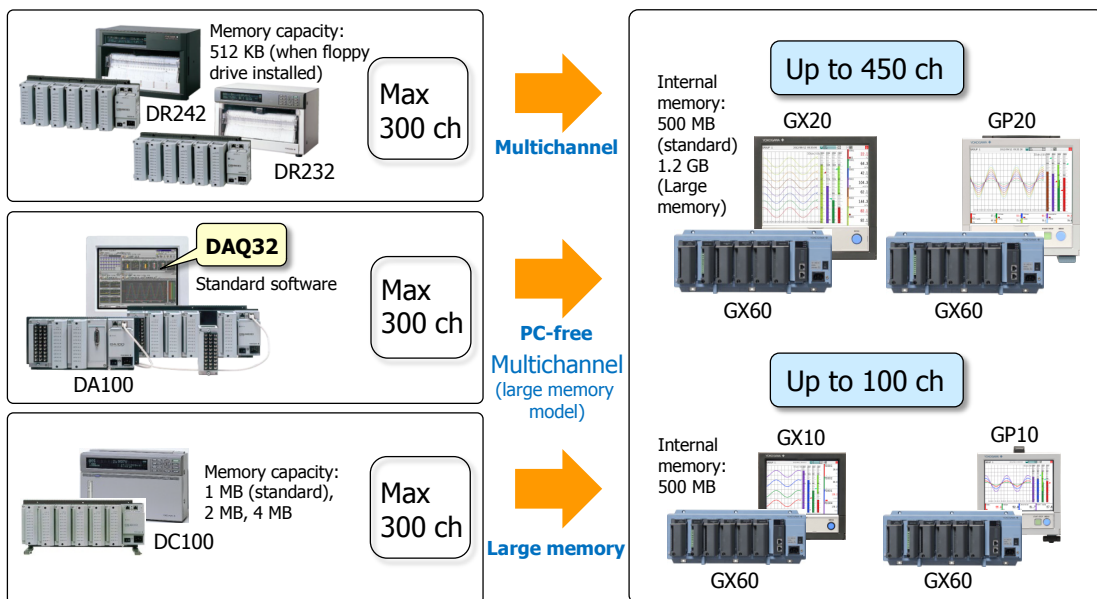 Memory capacity:
512 KB (when floppy
drive installed)
DR242
DR232
Max
300 ch
Multichannel
DAQ32
Standard software
DA100
Max
300 ch
PC-free
Multichannel
(large memory
model)
Memory capacity:
1 MB (standard),
2 MB, 4 MB
DC100
Max
300 ch
Large memory
Up to 450 ch
Internal
memory:
500 MB
(standard)
1.2 GB
(Large
memory)
GX20
GP20
GX60
GX60
Up to 100 ch
Internal
memory:
500 MB
GX10
GP10
GX60
GX60